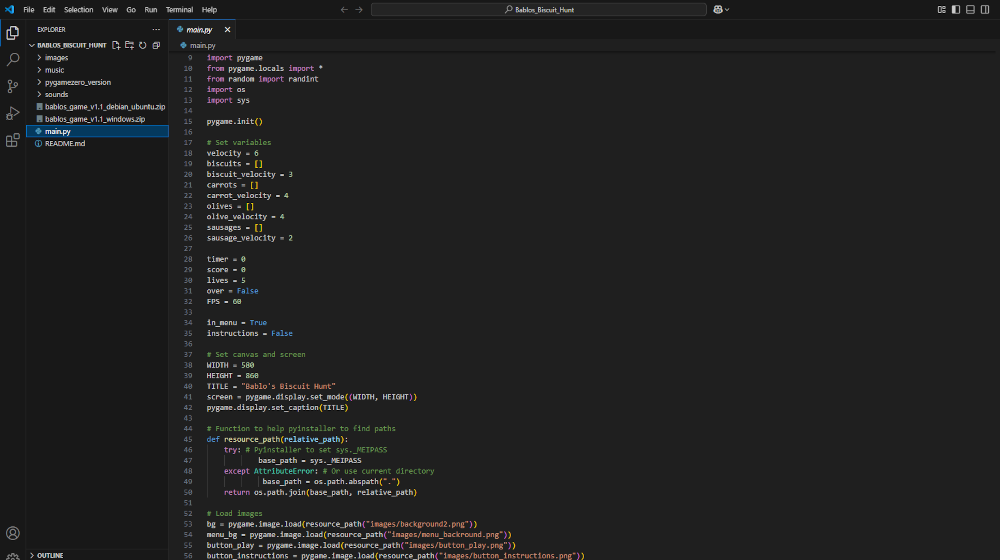 File Edit Selection View Go Run Terminal Help
Bablos_Biscuit_Hunt
EXPLORER
BABLOS_BISCUIT_HUNT
images
music
pygamezero_version
sounds
bablos_game_v1.1_debian_ubuntu.zip
bablos_game_v1.1_windows.zip
main.py
README.md
OUTLINE
main.py
main.py
9 import pygame
10 from pygame.locals import *
11 from random import randint
12 import os
13 import sys
14
15 pygame.init()
16
17 # Set variables
18 velocity = 6
19 biscuits = []
20 biscuit_velocity = 3
21 carrots = []
22 carrot_velocity = 4
23 olives = []
24 olive_velocity = 4
25 sausages = []
26 sausage_velocity = 2
27
28 timer = 0
29 score = 0
30 lives = 5
31 over = False
32 FPS = 60
33
34 in_menu = True
35 instructions = False
36
37 # Set canvas and screen
38 WIDTH = 580
39 HEIGHT = 860
40 TITLE = "Bablo's Biscuit Hunt"
41 screen = pygame.display.set_mode((WIDTH, HEIGHT))
42 pygame.display.set_caption(TITLE)
43
44 # Function to help pyinstaller to find paths
45 def resource_path(relative_path):
46 try: # Pyinstaller to set sys._MEIPASS
47 base_path = sys._MEIPASS
48 except AttributeError: # Or use current directory
49 base_path = os.path.abspath(".")
50 return os.path.join(base_path, relative_path)
51
52 # Load images
53 bg = pygame.image.load(resource_path("images/background2.png"))
54 menu_bg = pygame.image.load(resource_path("images/menu_backround.png"))
55 button_play = pygame.image.load(resource_path("images/button_play.png"))
56 button_instructions = pygame.image.load(resource_path("images/button_instructions.png"))